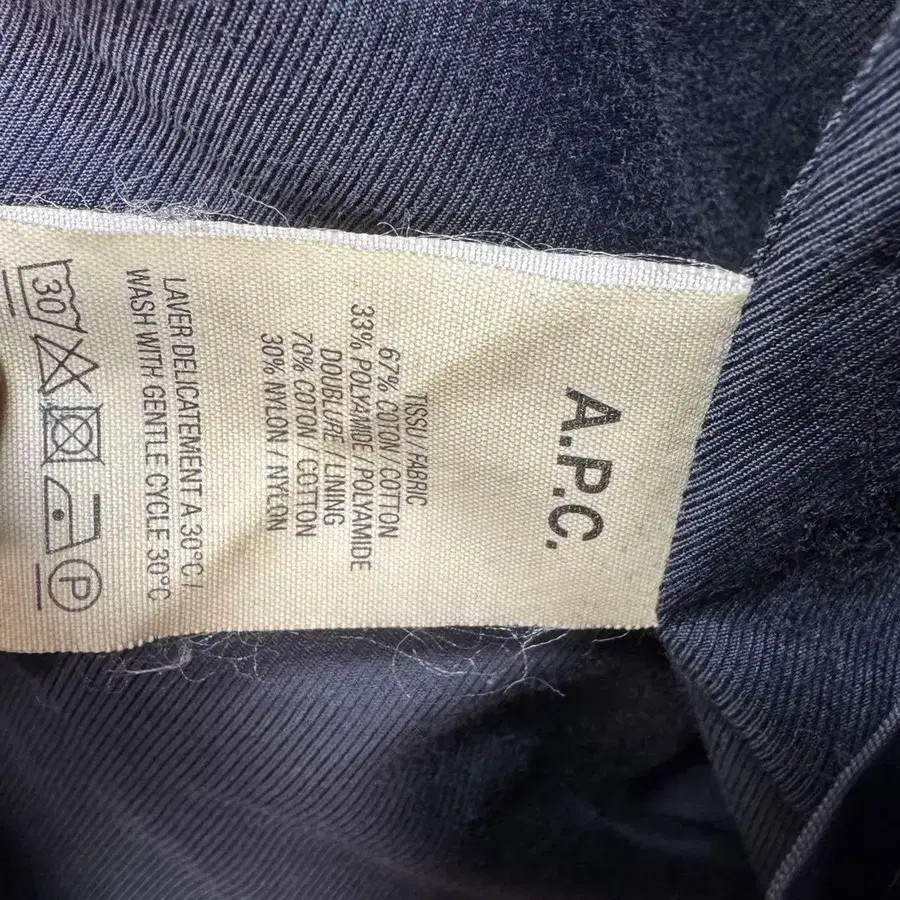 A.P.C.
TISSU / FABRIC
67% COTON / COTTON
33% POLYAMIDE / POLYAMIDE
DOUBLURE / LINING
70% COTON / COTTON
30% NYLON / NYLON
LAVER DELICATEMENT A 30°C /
WASH WITH GENTLE CYCLE 30°C
30 P